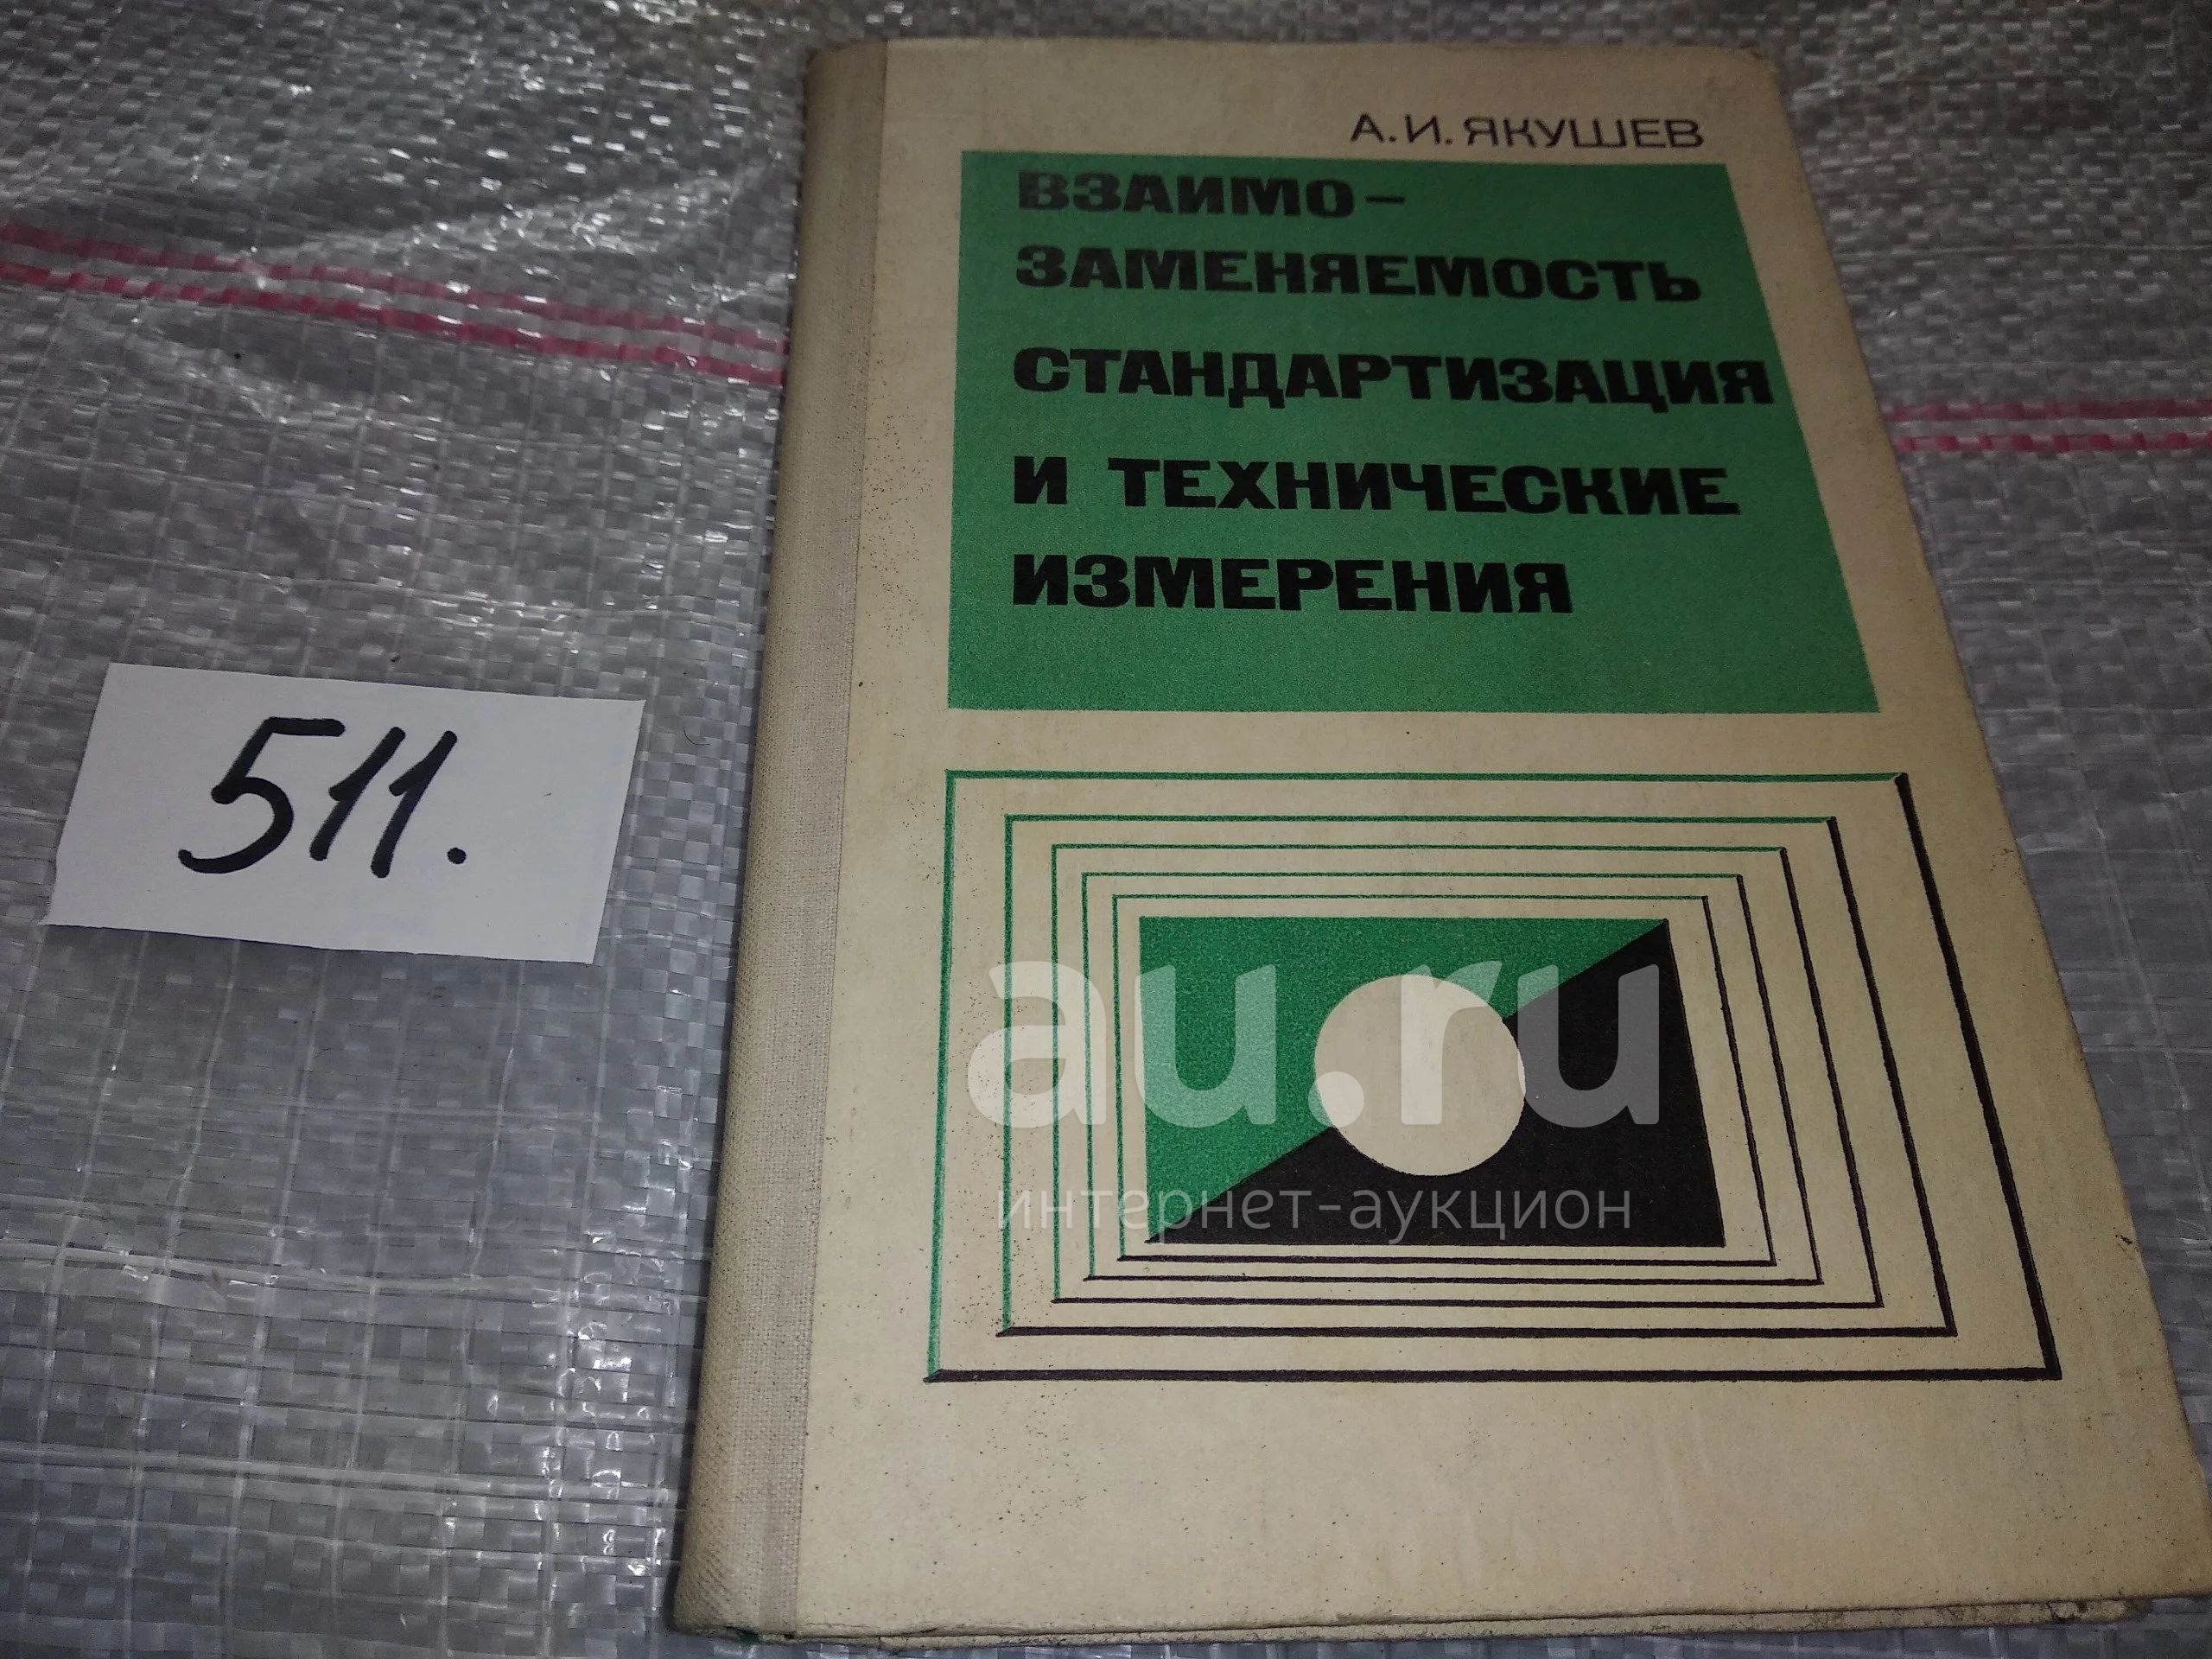 А.И. ЯКУШЕВ
ВЗАИМО-
ЗАМЕНЯЕМОСТЬ
СТАНДАРТИЗАЦИЯ
И ТЕХНИЧЕСКИЕ
ИЗМЕРЕНИЯ
511.
au.ru
интернет-аукцион